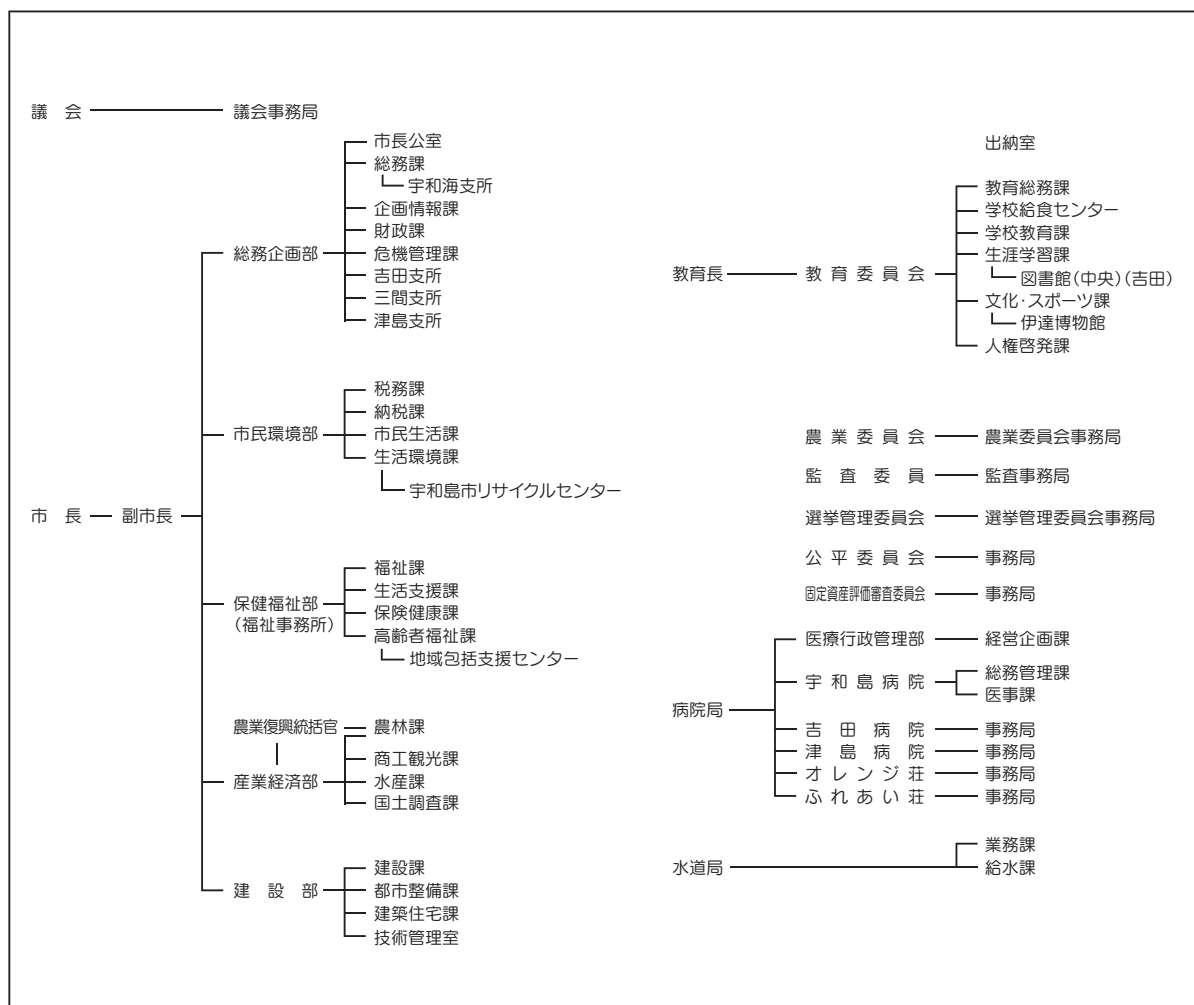 議会 議会事務局
市長公室
総務課
宇和海支所
企画情報課
財政課
総務企画部 危機管理課
吉田支所
三間支所
津島支所
税務課
納税課
市民環境部 市民生活課
生活環境課
宇和島市リサイクルセンター
市長 副市長
福祉課
生活支援課
保健福祉部 保険健康課
(福祉事務所) 高齢者福祉課
地域包括支援センター
農業復興統括官 農林課
商工観光課
産業経済部 水産課
国土調査課
建設課
建設部 都市整備課
建築住宅課
技術管理室
出納室
教育総務課
学校給食センター
学校教育課
生涯学習課
教育長 教育委員会 図書館(中央)(吉田)
文化・スポーツ課
伊達博物館
人権啓発課
農業委員会 農業委員会事務局
監査委員 監査事務局
選挙管理委員会 選挙管理委員会事務局
公平委員会 事務局
固定資産評価審査委員会 事務局
医療行政管理部 経営企画課
宇和島病院 総務管理課
医事課
病院局
吉田病院 事務局
津島病院 事務局
オレンジ荘 事務局
ふれあい荘 事務局
業務課
水道局 給水課